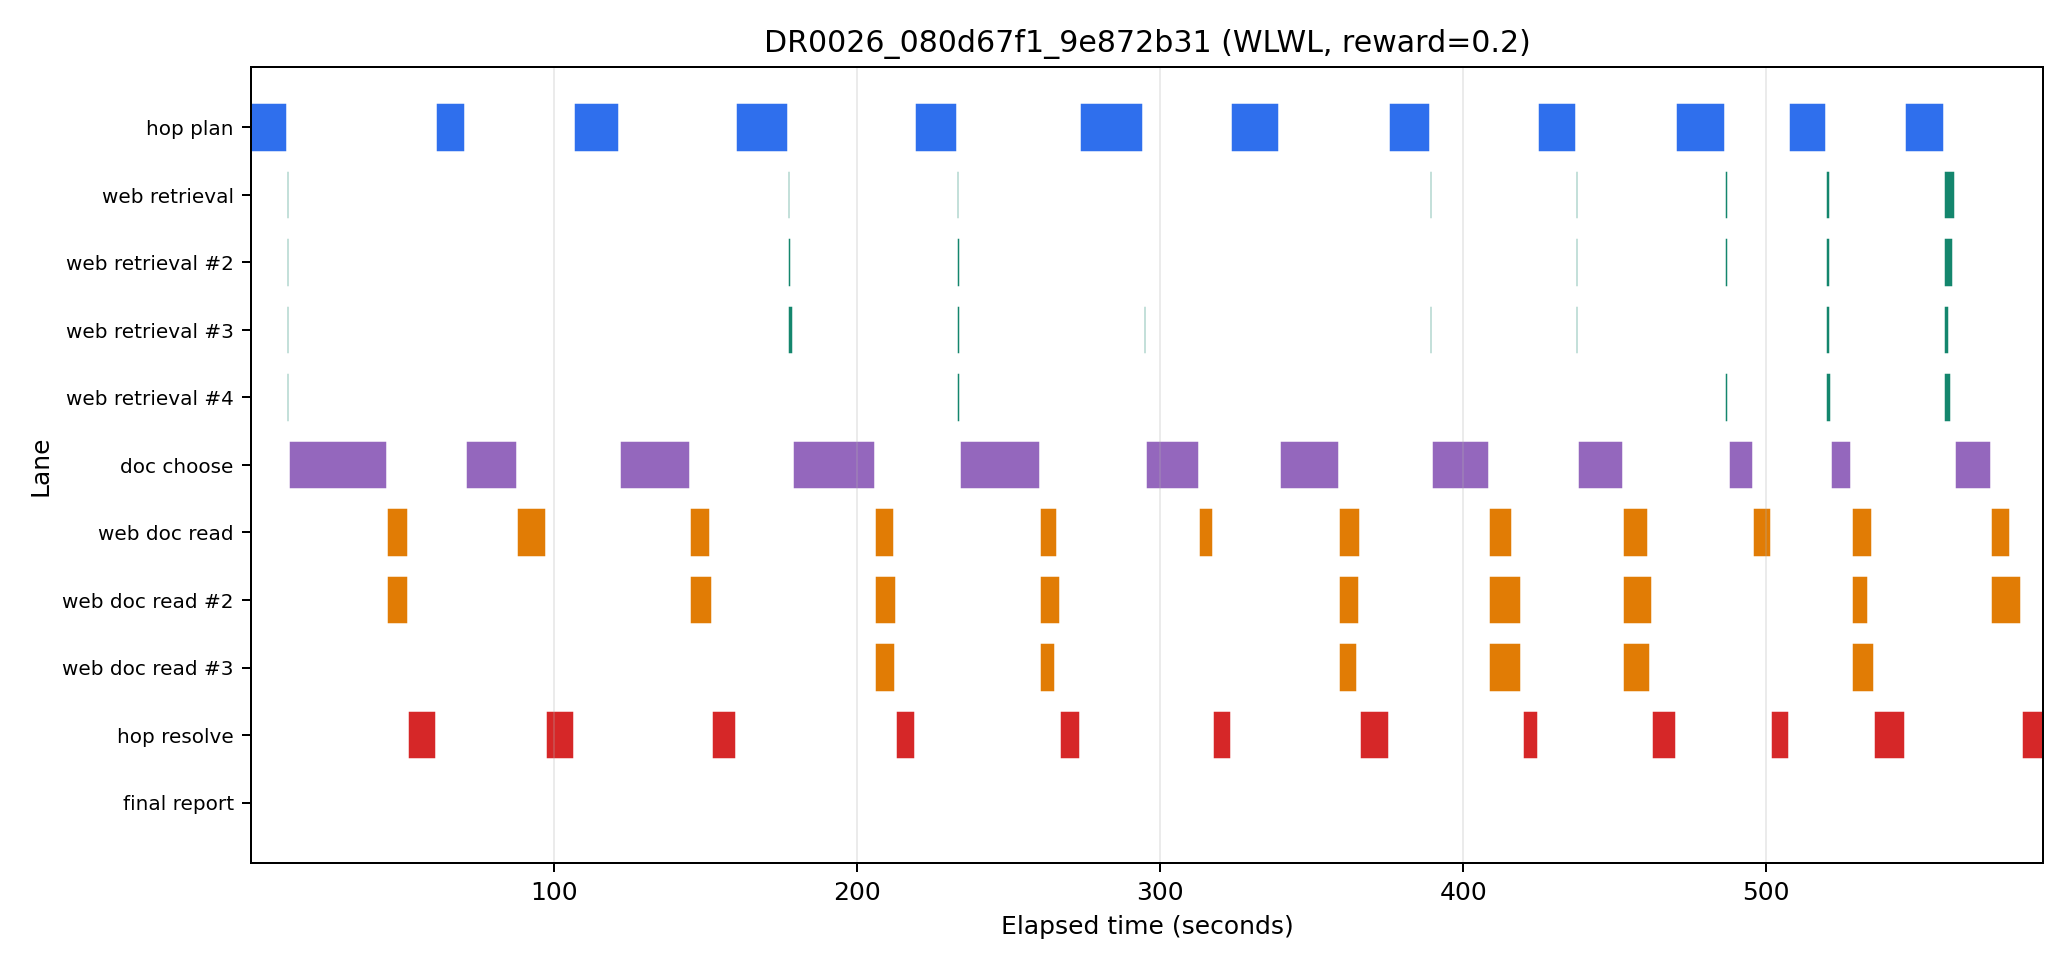 DR0026_080d67f1_9e872b31 (WLWL, reward=0.2)
hop plan
web retrieval
web retrieval #2
web retrieval #3
web retrieval #4
doc choose
web doc read
web doc read #2
web doc read #3
hop resolve
final report
Lane
100 200 300 400 500
Elapsed time (seconds)